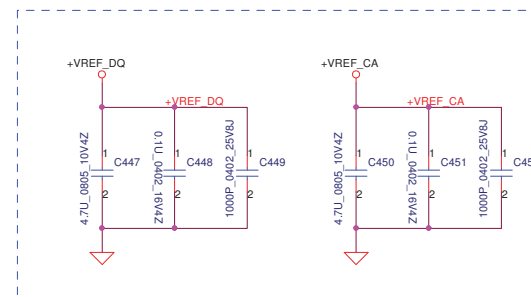 +VREF_DQ
+VREF_DQ
4.7U_0805_10V4Z
1
C447
2
0.1U_0402_16V4Z
1
C448
2
1000P_0402_25V8J
1
C449
2
+VREF_CA
+VREF_CA
4.7U_0805_10V4Z
1
C450
2
0.1U_0402_16V4Z
1
C451
2
1000P_0402_25V8J
1
2